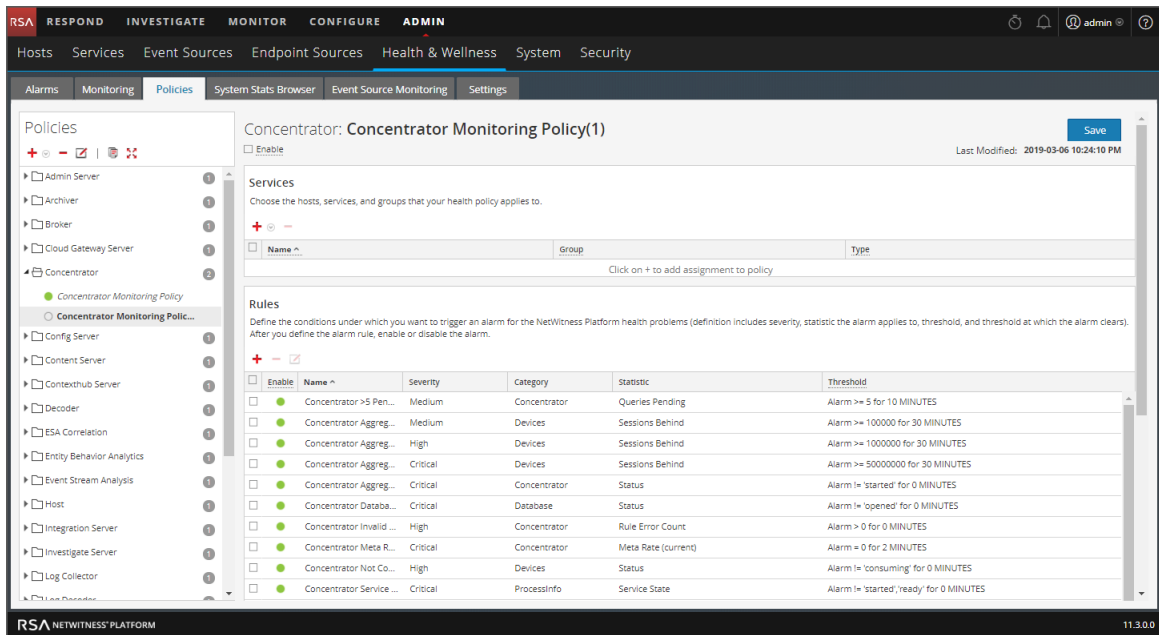 RSA RESPOND INVESTIGATE MONITOR CONFIGURE ADMIN admin ?
Hosts Services Event Sources Endpoint Sources Health & Wellness System Security
Alarms Monitoring Policies System Stats Browser Event Source Monitoring Settings
Policies
Admin Server 1
Archiver 1
Broker 1
Cloud Gateway Server 1
Concentrator 2
Concentrator Monitoring Policy
Concentrator Monitoring Polic...
Config Server 1
Content Server 1
Contexthub Server 1
Decoder 1
ESA Correlation 1
Entity Behavior Analytics 1
Event Stream Analysis 1
Host 1
Integration Server 1
Investigate Server 1
Log Collector 1
Log Decoder
Concentrator: Concentrator Monitoring Policy(1)
Save
Enable
Last Modified: 2019-03-06 10:24:10 PM
Services
Choose the hosts, services, and groups that your health policy applies to.
Name ^ Group Type
Click on + to add assignment to policy
Rules
Define the conditions under which you want to trigger an alarm for the NetWitness Platform health problems (definition includes severity, statistic the alarm applies to, threshold, and threshold at which the alarm clears).
After you define the alarm rule, enable or disable the alarm.
Enable Name ^ Severity Category Statistic Threshold
Concentrator >5 Pen... Medium Concentrator Queries Pending Alarm >= 5 for 10 MINUTES
Concentrator Aggreg... Medium Devices Sessions Behind Alarm >= 100000 for 30 MINUTES
Concentrator Aggreg... High Devices Sessions Behind Alarm >= 1000000 for 30 MINUTES
Concentrator Aggreg... Critical Devices Sessions Behind Alarm >= 50000000 for 30 MINUTES
Concentrator Aggreg... Critical Concentrator Status Alarm != 'started' for 0 MINUTES
Concentrator Databa... Critical Database Status Alarm != 'opened' for 0 MINUTES
Concentrator Invalid ... High Concentrator Rule Error Count Alarm > 0 for 0 MINUTES
Concentrator Meta R... Critical Concentrator Meta Rate (current) Alarm = 0 for 2 MINUTES
Concentrator Not Co... High Devices Status Alarm != 'consuming' for 0 MINUTES
Concentrator Service ... Critical ProcessInfo Service State Alarm != 'started','ready' for 0 MINUTES
RSA NETWITNESS® PLATFORM 11.3.0.0